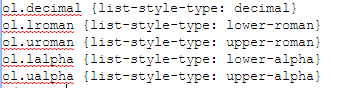 ol.decimal {list-style-type: decimal}
ol.lroman {list-style-type: lower-roman}
ol.uroman {list-style-type: upper-roman}
ol.lalpha {list-style-type: lower-alpha}
ol.ualpha {list-style-type: upper-alpha}